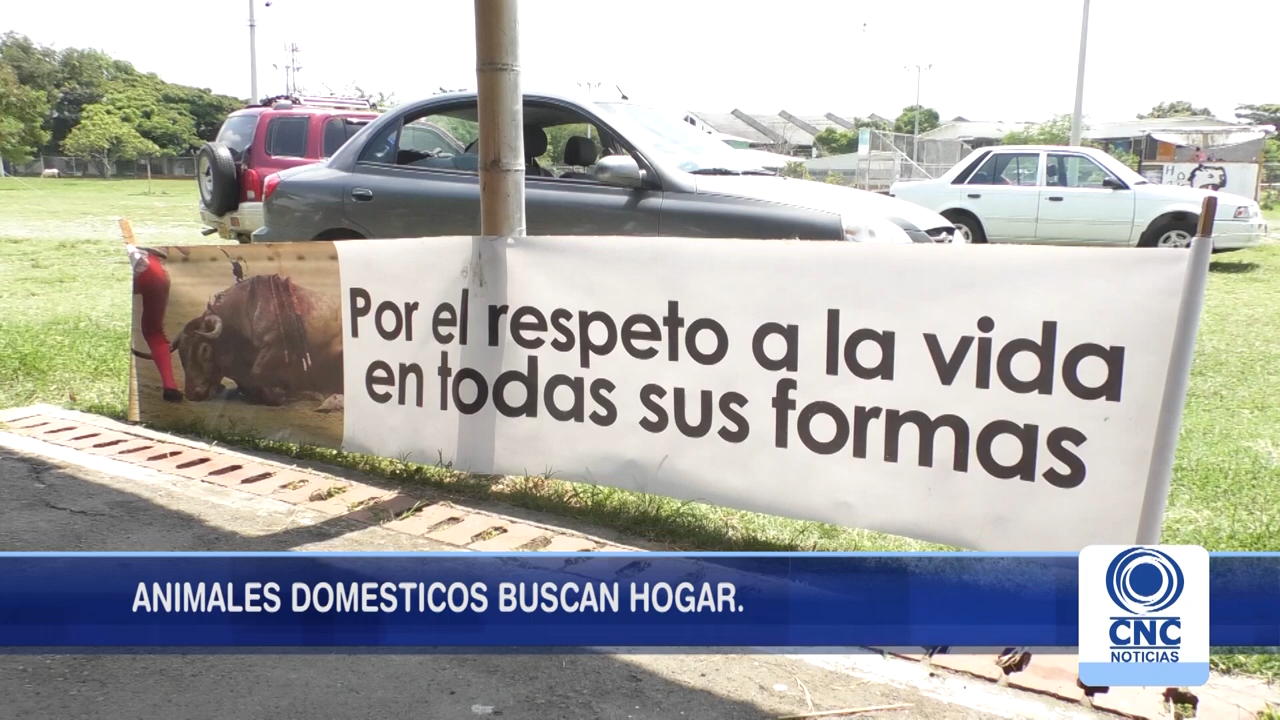 Por el respeto a la vida
en todas sus formas
ANIMALES DOMESTICOS BUSCAN HOGAR.
CNC
NOTICIAS